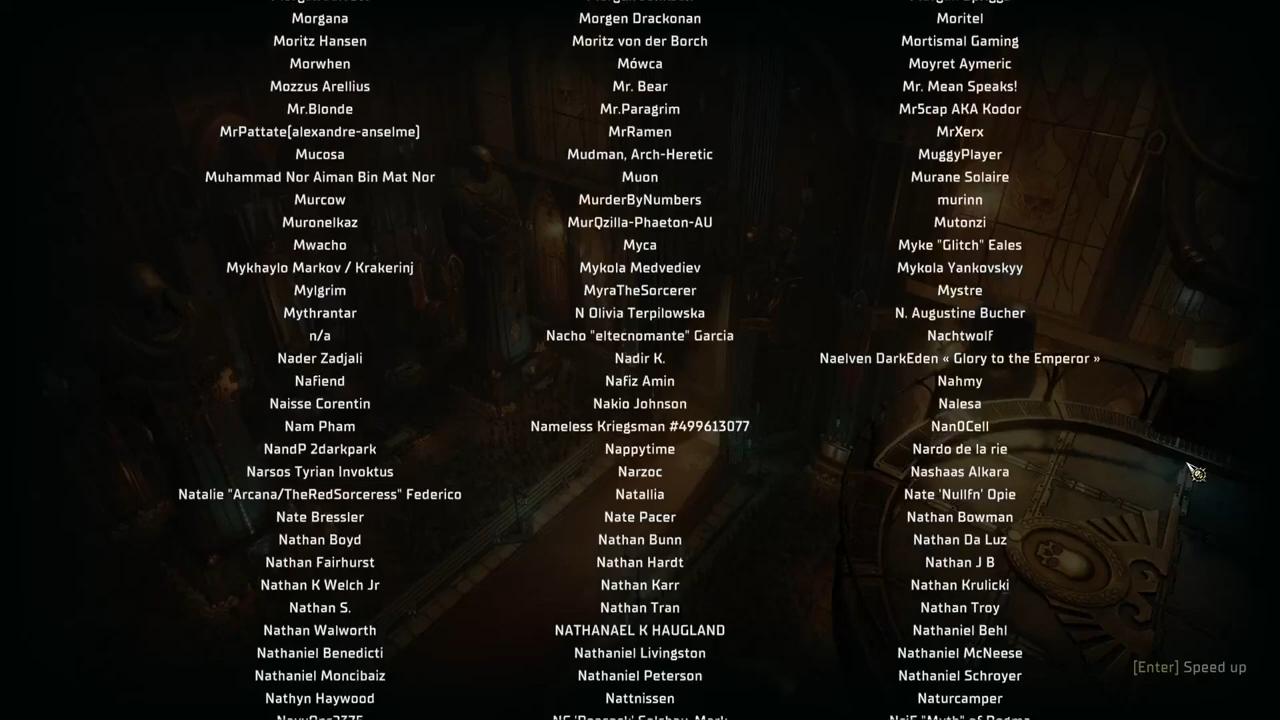 Morgana Morgen Drackonan Moritel
Moritz Hansen Moritz von der Borch Mortismal Gaming
Morwhen Mówca Moyret Aymeric
Mozzus Arellius Mr. Bear Mr. Mean Speaks!
Mr.Blonde Mr.Paragrim Mr5cap AKA Kodor
MrPattate[alexandre-anselme] MrRamen MrXerx
Mucosa Mudman, Arch-Heretic MuggyPlayer
Muhammad Nor Aiman Bin Mat Nor Muon Murane Solaire
Murcow MurderByNumbers murinn
Muronelkaz MurQzilla-Phaeton-AU Mutonzi
Mwacho Myca Myke "Glitch" Eales
Mykhaylo Markov / Krakerinj Mykola Medvediev Mykola Yankovskyy
Mylgrim MyraTheSorcerer Mystre
Mythrantar N Olivia Terpilowska N. Augustine Bucher
n/a Nacho "eltecnomante" Garcia Nachtwolf
Nader Zadjali Nadir K. Naelven DarkEden « Glory to the Emperor »
Nafiend Nafiz Amin Nahmy
Naisse Corentin Nakio Johnson Nalesa
Nam Pham Nameless Kriegsman #499613077 Nan0Cell
NandP 2darkpark Nappytime Nardo de la rie
Narsos Tyrian Invoktus Narzoc Nashaas Alkara
Natalie "Arcana/TheRedSorceress" Federico Natallia Nate 'Nullfn' Opie
Nate Bressler Nate Pacer Nathan Bowman
Nathan Boyd Nathan Bunn Nathan Da Luz
Nathan Fairhurst Nathan Hardt Nathan J B
Nathan K Welch Jr Nathan Karr Nathan Krulicki
Nathan S. Nathan Tran Nathan Troy
Nathan Walworth NATHANAEL K HAUGLAND Nathaniel Behl
Nathaniel Benedicti Nathaniel Livingston Nathaniel McNeese
Nathaniel Moncibaiz Nathaniel Peterson Nathaniel Schroyer
Nathyn Haywood Nattnissen Naturcamper
[Enter] Speed up